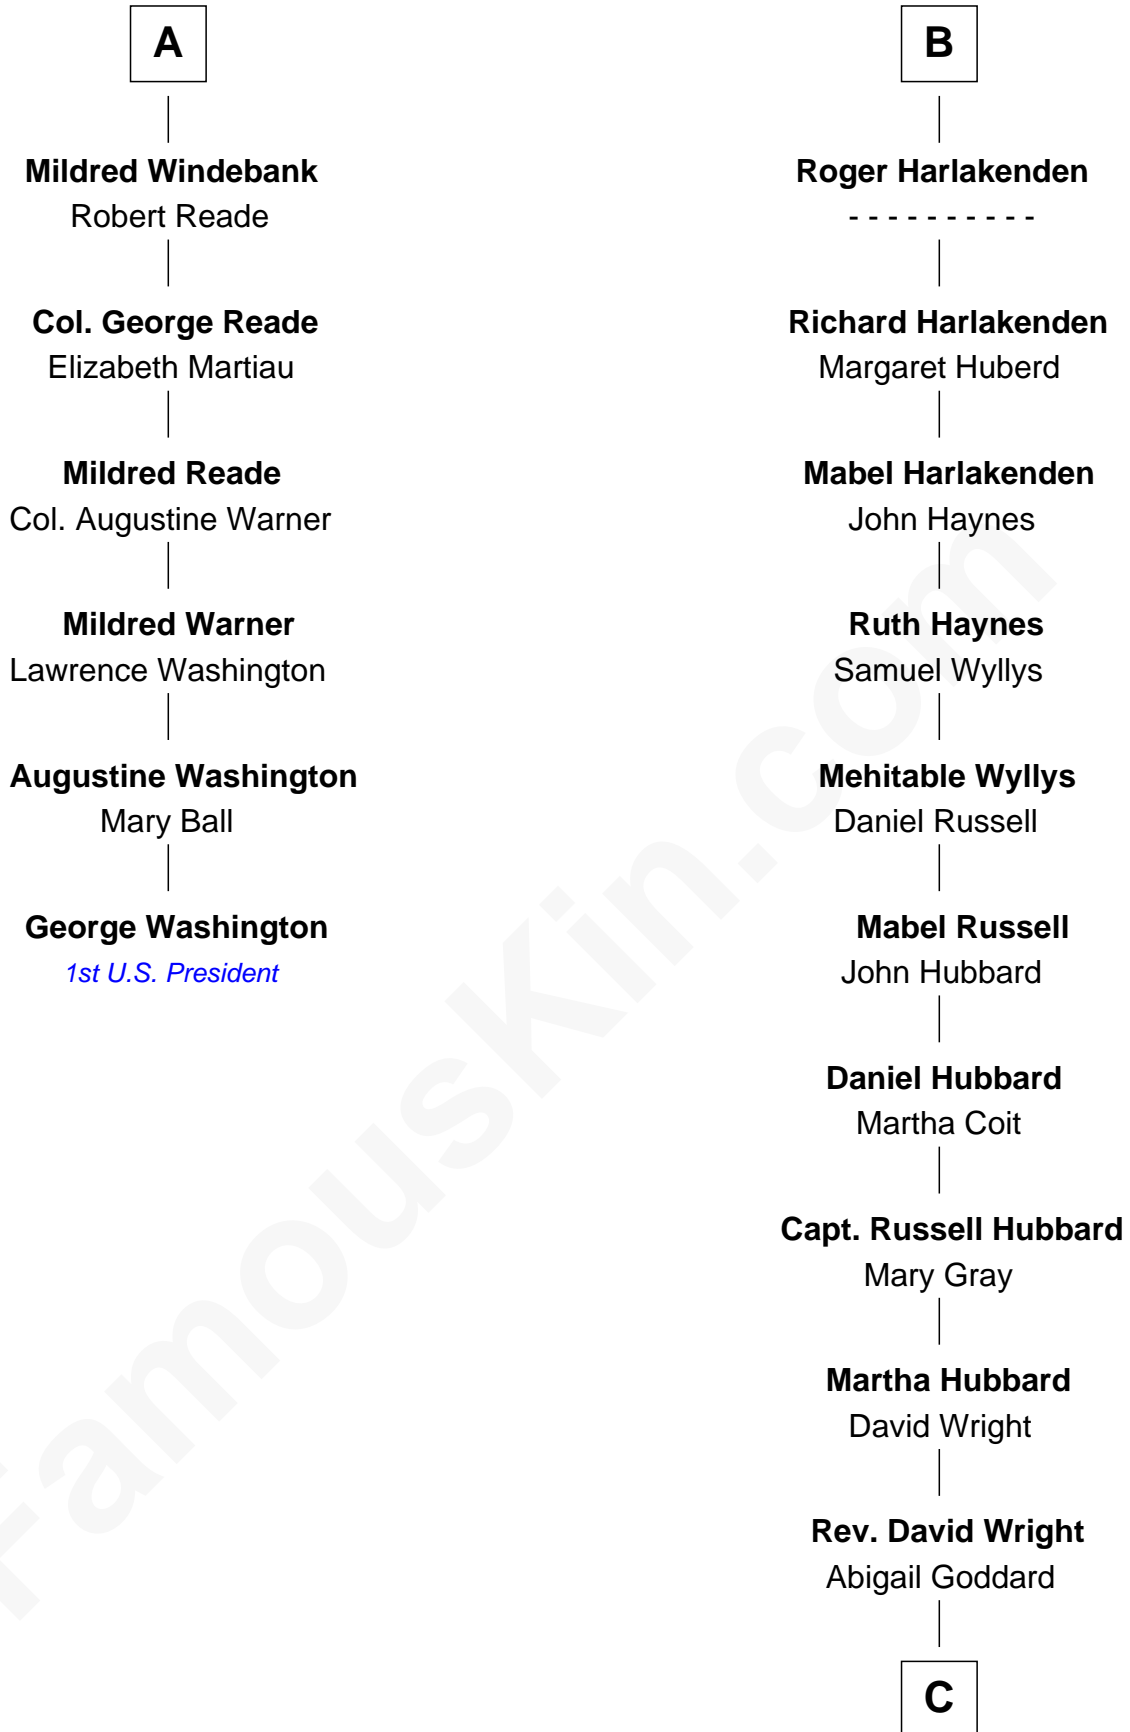 A
Mildred Windebank
Robert Reade
Col. George Reade
Elizabeth Martiau
Mildred Reade
Col. Augustine Warner
Mildred Warner
Lawrence Washington
Augustine Washington
Mary Ball
George Washington
1st U.S. President
B
Roger Harlakenden
- - - - - - - - - -
Richard Harlakenden
Margaret Huberd
Mabel Harlakenden
John Haynes
Ruth Haynes
Samuel Wyllys
Mehitable Wyllys
Daniel Russell
Mabel Russell
John Hubbard
Daniel Hubbard
Martha Coit
Capt. Russell Hubbard
Mary Gray
Martha Hubbard
David Wright
Rev. David Wright
Abigail Goddard
C
FamousKin.com